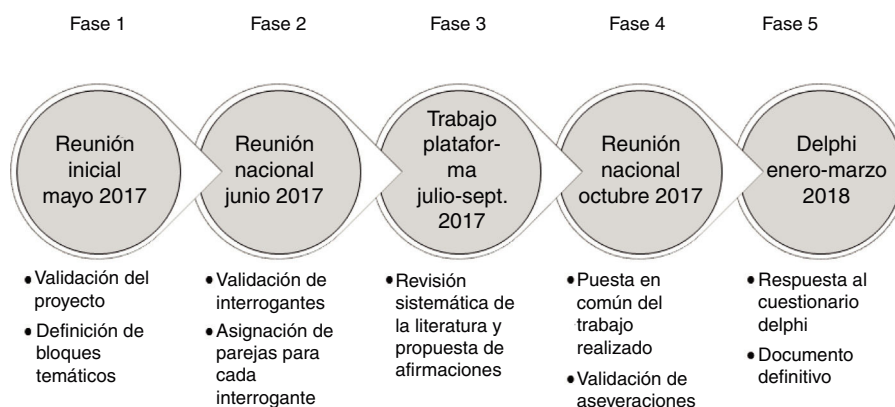 Fase 1
Fase 2
Fase 3
Fase 4
Fase 5
Reunión
inicial
mayo 2017
Reunión
nacional
junio 2017
Trabajo
platafor-
ma
julio-sept.
2017
Reunión
nacional
octubre 2017
Delphi
enero-marzo
2018
• Validación del
proyecto
• Definición de
bloques
temáticos
• Validación de
interrogantes
• Asignación de
parejas para
cada
interrogante
• Revisión
sistemática de
la literatura y
propuesta de
afirmaciones
• Puesta en
común del
trabajo
realizado
• Validación de
aseveraciones
• Respuesta al
cuestionario
delphi
• Documento
definitivo